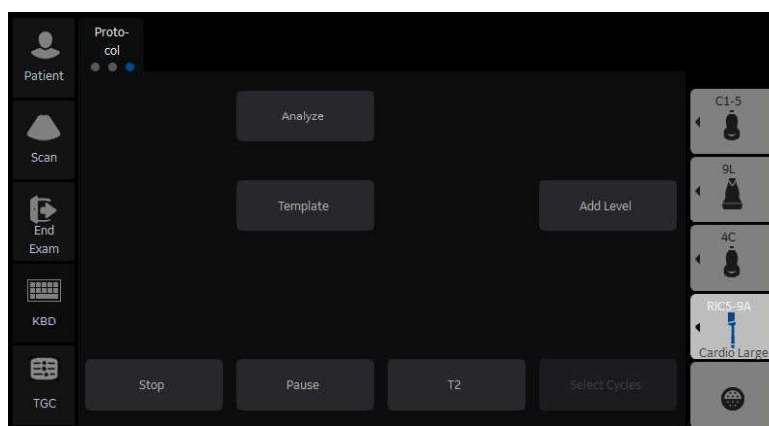 Proto-
col
Patient
Scan
End
Exam
KBD
TGC
Analyze
Template
Add Level
Stop
Pause
T2
Select Cycles
C1-5
9L
4C
RIC5-9A
Cardio Large